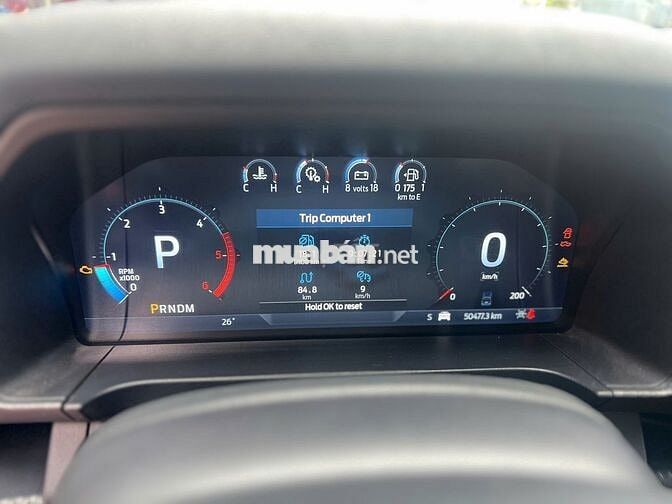 C H
C H
8 volts 18
0 175 1
km to E
Trip Computer 1
munban.net
84.8
km
9
km/h
Hold OK to reset
0 1 2 3 4 5 6
RPM
x1000
P
PRNDM
26°
0
km/h
0 200
S
50477.3 km